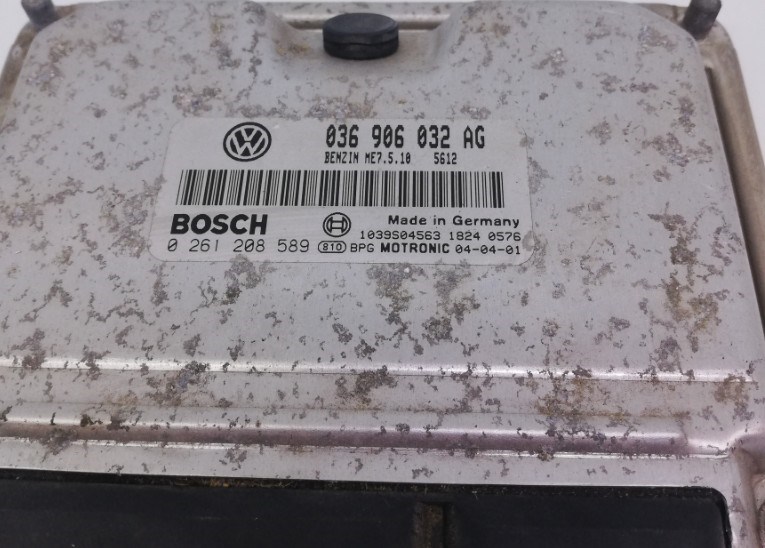 036 906 032 AG
BENZIN ME7.5.10 5612
BOSCH
Made in Germany
1039S04563 1824 0576
0 261 208 589 810 BPG MOTRONIC 04-04-01